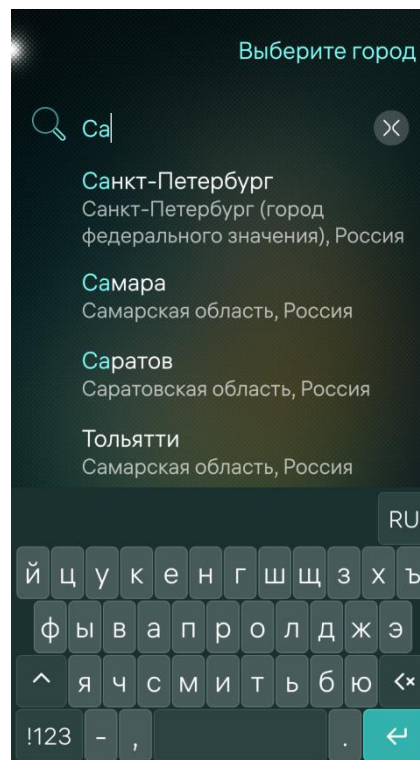 Выберите город
Са
Санкт-Петербург
Санкт-Петербург (город
федерального значения), Россия
Самара
Самарская область, Россия
Саратов
Саратовская область, Россия
Тольятти
Самарская область, Россия
RU
й ц у к е н г ш щ з х ъ
ф ы в а п р о л д ж э
я ч с м и т ь б ю
!123 - , .